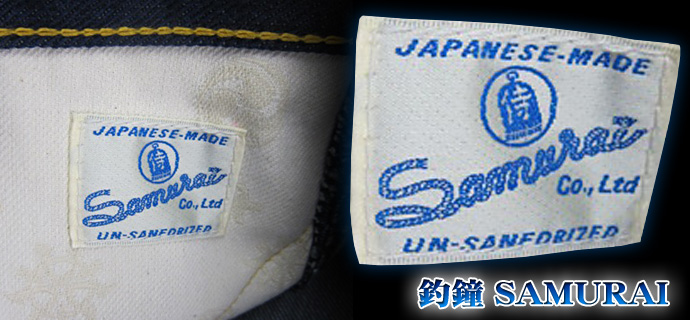 JAPANESE-MADE
Samurai
Co., Ltd
UN-SANFORIZED
JAPANESE-MADE
Samurai
Co., Ltd
UN-SANFORIZED
釣鐘 SAMURAI